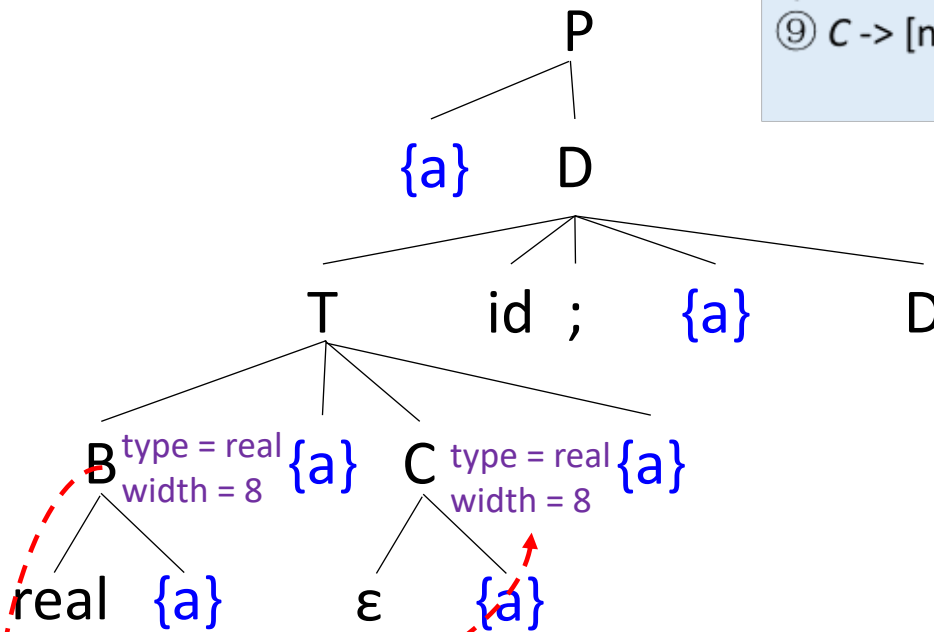 P
⑨ C -> [n
{a} D
T id ; {a} D
B type = real {a} C type = real {a}
width = 8 width = 8
real {a} ε {a}